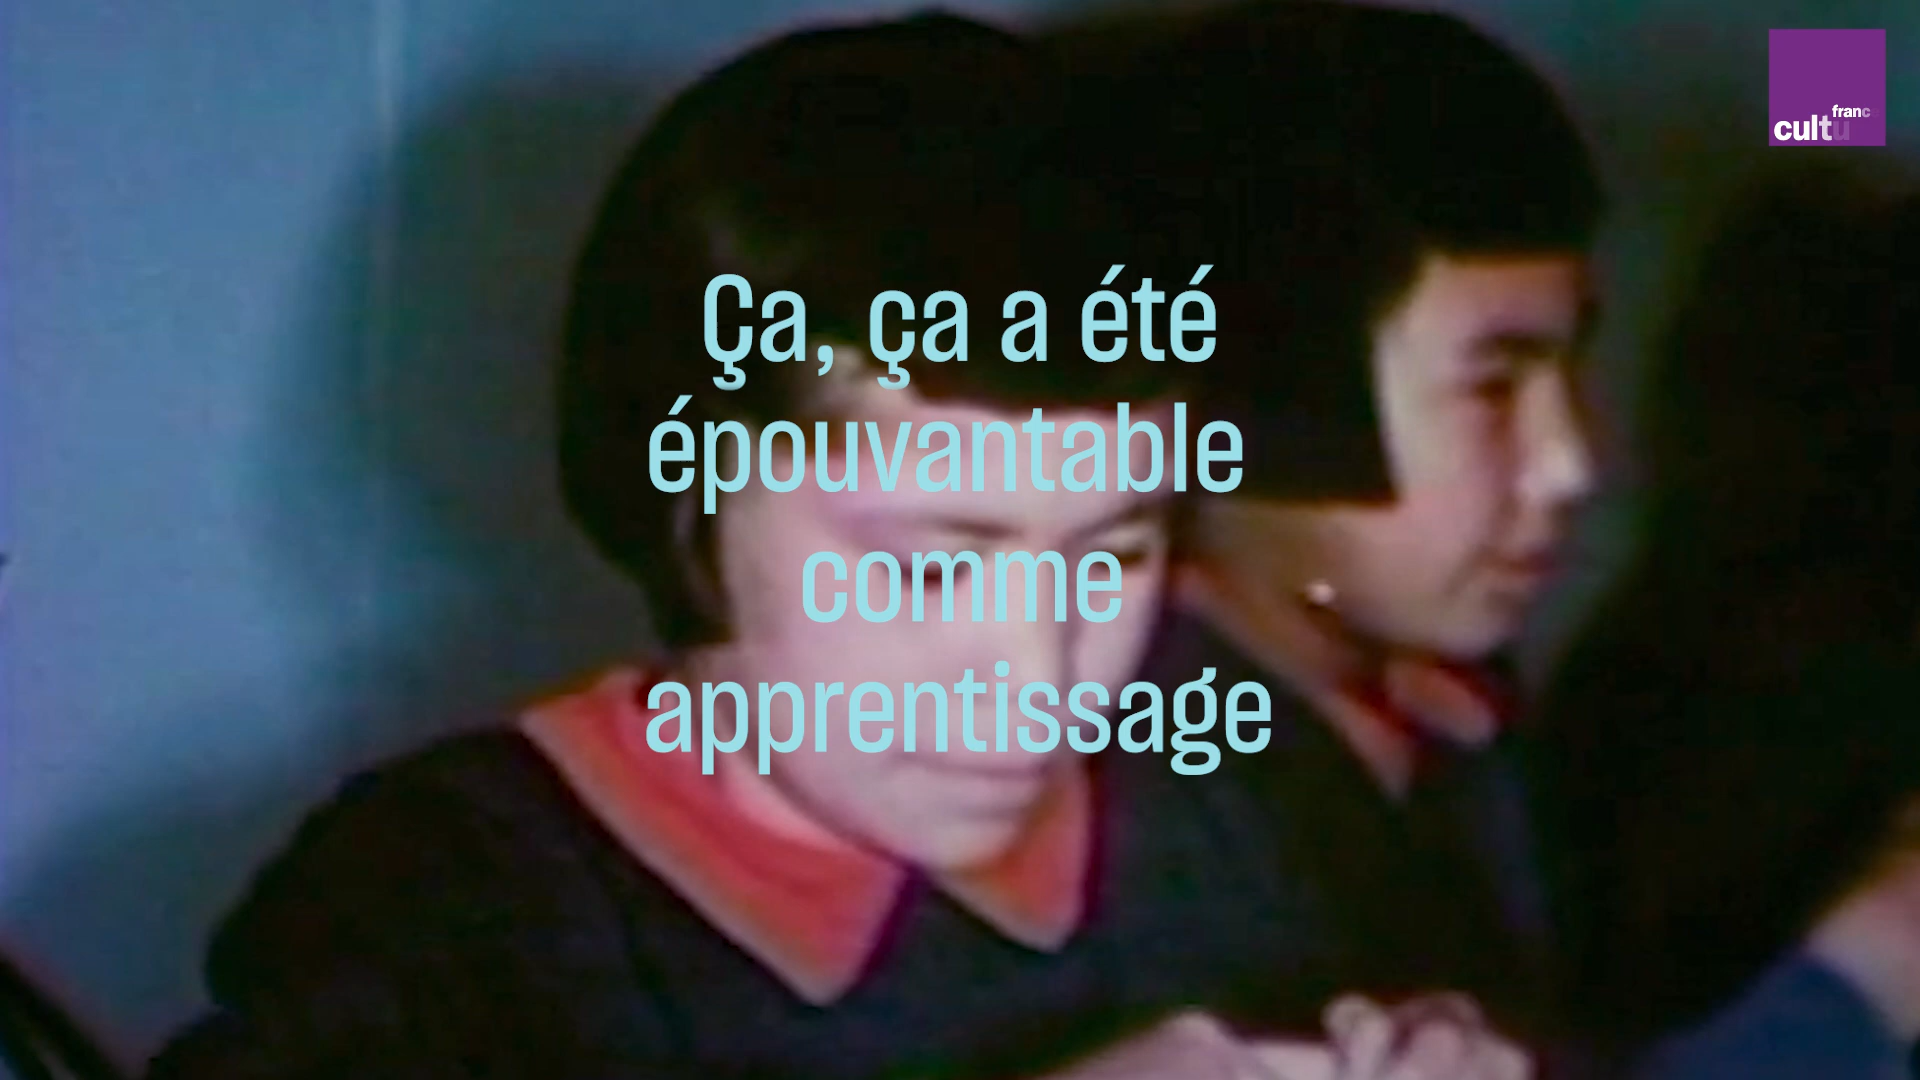 Ça, ça a été
épouvantable
comme
apprentissage
franc
cultu